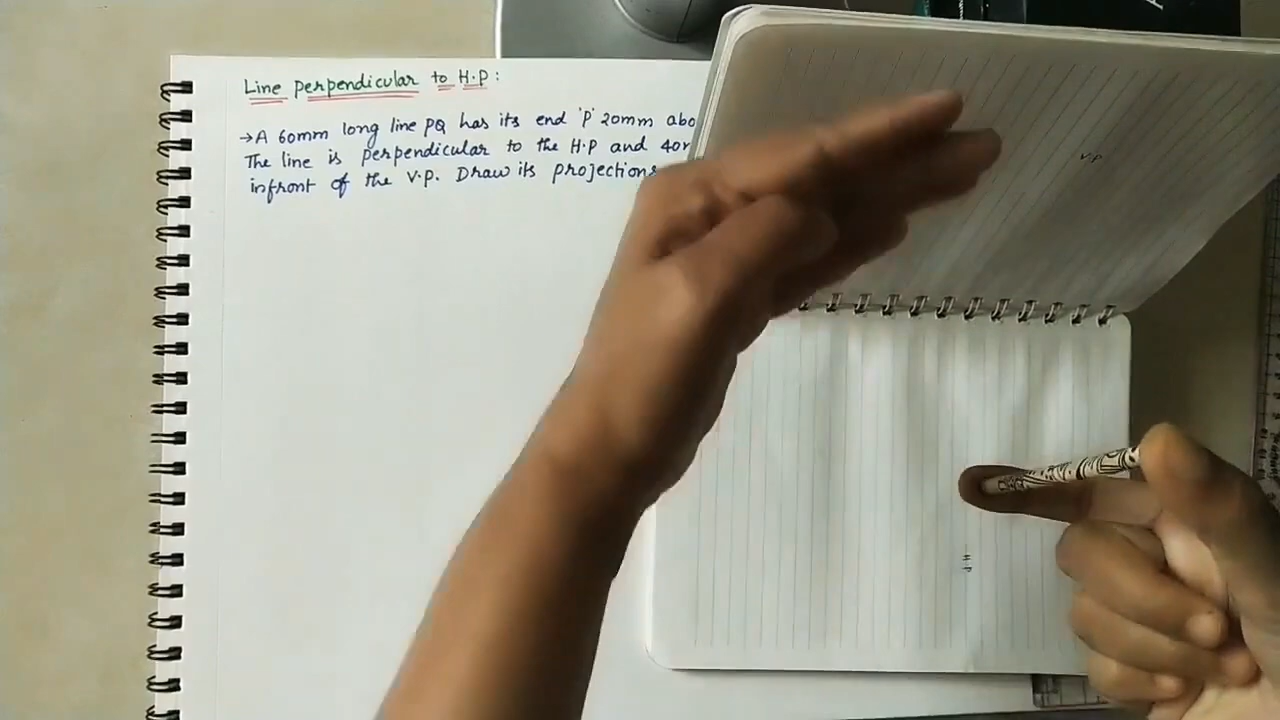 Line perpendicular to H.P:
→A 60mm long line PQ has its end 'P' 20mm abo
The line is perpendicular to the H.P and 40m
infront of the V.P. Draw its projections
V.P
H.P